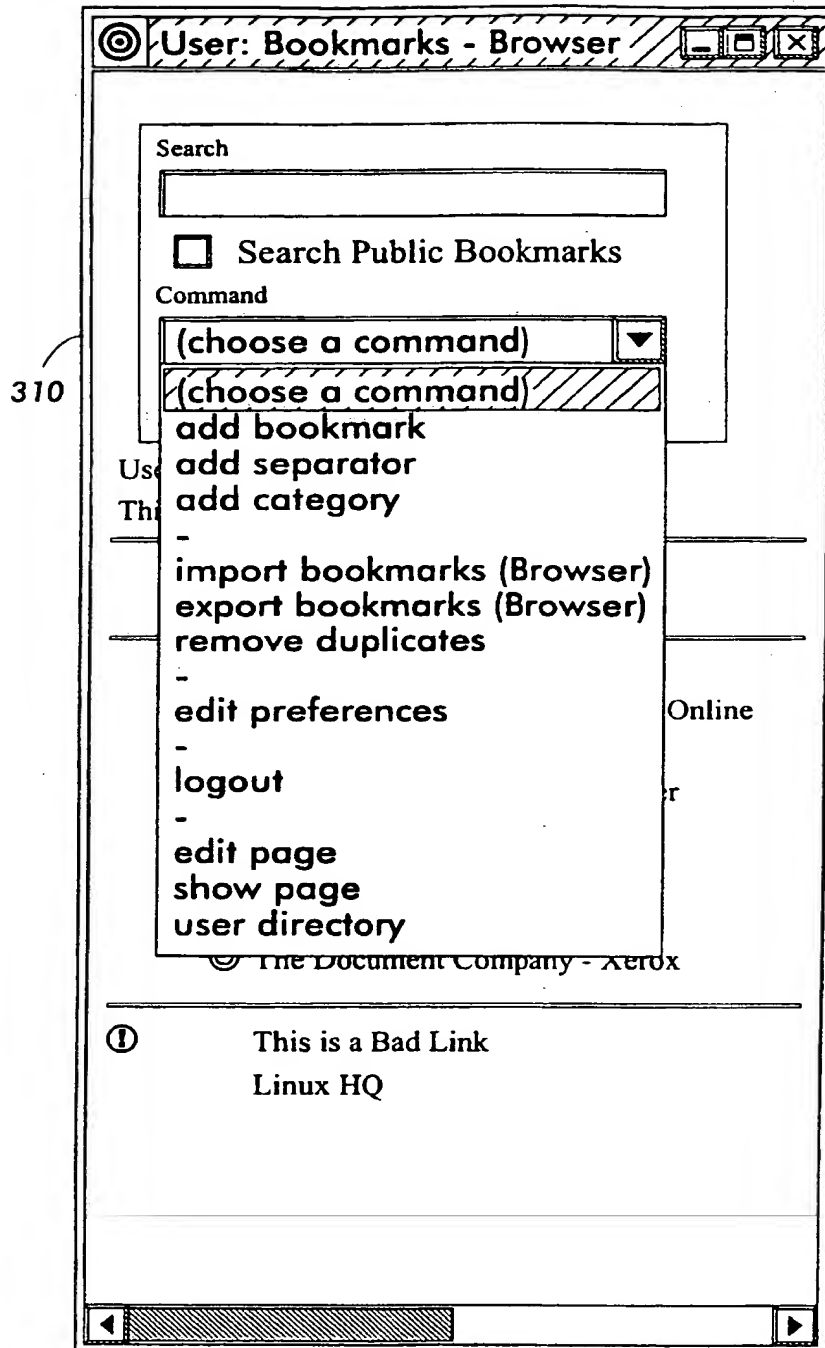 User: Bookmarks - Browser
Search
Search Public Bookmarks
Command
(choose a command)
310
(choose a command)
add bookmark
add separator
add category
-
import bookmarks (Browser)
export bookmarks (Browser)
remove duplicates
-
edit preferences
Online
-
logout
-
edit page
show page
user directory
The Document Company - Xerox
This is a Bad Link
Linux HQ